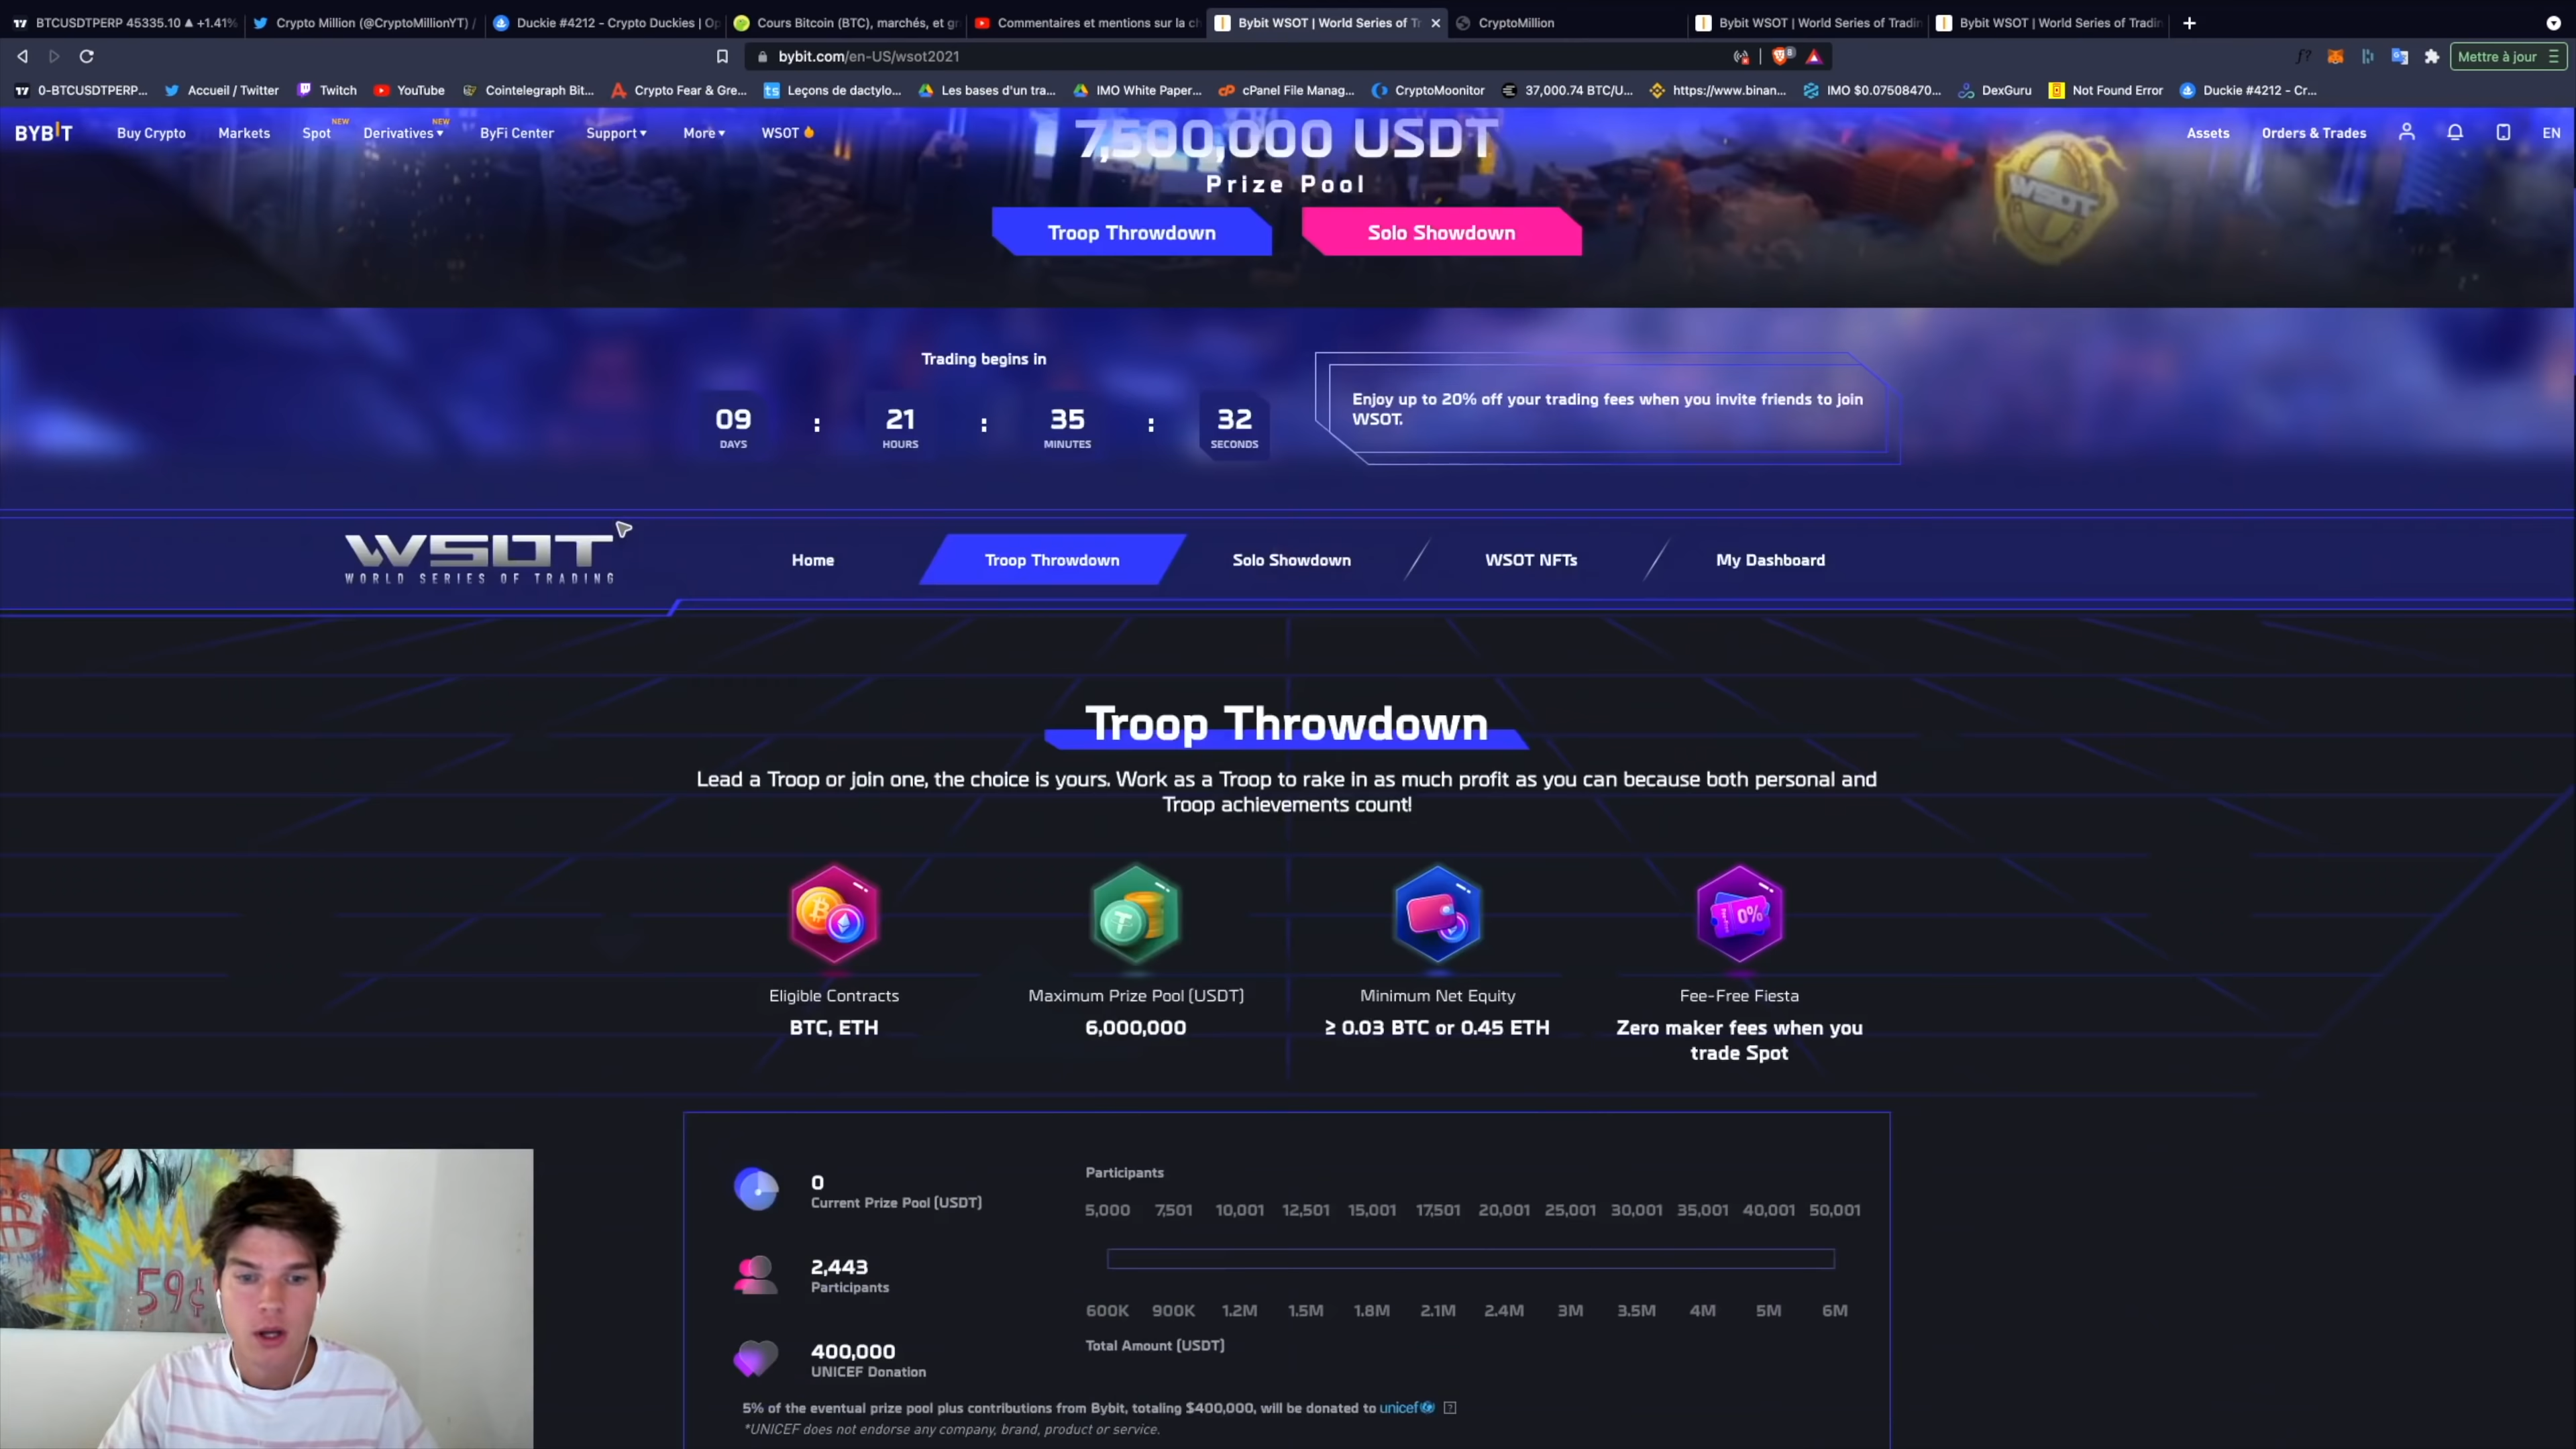 BTCUSDTPERP 45335.10 ▲ +1.41%
Crypto Million (@CryptoMillionYT) /
Duckie #4212 - Crypto Duckies | Op
Cours Bitcoin (BTC), marchés, et gr
Commentaires et mentions sur la ch
Bybit WSOT | World Series of Tr
CryptoMillion
Bybit WSOT | World Series of Tradin
Bybit WSOT | World Series of Tradin
bybit.com/en-US/wsot2021
8
f?
Mettre à jour
0-BTCUSDTPERP...
Accueil / Twitter
Twitch
YouTube
Cointelegraph Bit...
Crypto Fear & Gre...
ts Leçons de dactylo...
Les bases d'un tra...
IMO White Paper...
cPanel File Manag...
CryptoMoonitor
37,000.74 BTC/U...
https://www.binan...
IMO $0.07508470...
DexGuru
Not Found Error
Duckie #4212 - Cr...
BYBIT
Buy Crypto
Markets
Spot NEW
Derivatives NEW
ByFi Center
Support
More
WSOT
Assets
Orders & Trades
EN
7,500,000 USDT
Prize Pool
WSOT
Troop Throwdown
Solo Showdown
Trading begins in
09 : 21 : 35 : 32
DAYS HOURS MINUTES SECONDS
Enjoy up to 20% off your trading fees when you invite friends to join
WSOT.
WSOT
WORLD SERIES OF TRADING
Home
Troop Throwdown
Solo Showdown
WSOT NFTs
My Dashboard
Troop Throwdown
Lead a Troop or join one, the choice is yours. Work as a Troop to rake in as much profit as you can because both personal and
Troop achievements count!
0%
Eligible Contracts
BTC, ETH
Maximum Prize Pool (USDT)
6,000,000
Minimum Net Equity
≥ 0.03 BTC or 0.45 ETH
Fee-Free Fiesta
Zero maker fees when you
trade Spot
0
Current Prize Pool (USDT)
2,443
Participants
400,000
UNICEF Donation
Participants
5,000 7,501 10,001 12,501 15,001 17,501 20,001 25,001 30,001 35,001 40,001 50,001
600K 900K 1.2M 1.5M 1.8M 2.1M 2.4M 3M 3.5M 4M 5M 6M
Total Amount (USDT)
5% of the eventual prize pool plus contributions from Bybit, totaling $400,000, will be donated to unicef ?
*UNICEF does not endorse any company, brand, product or service.
59¢